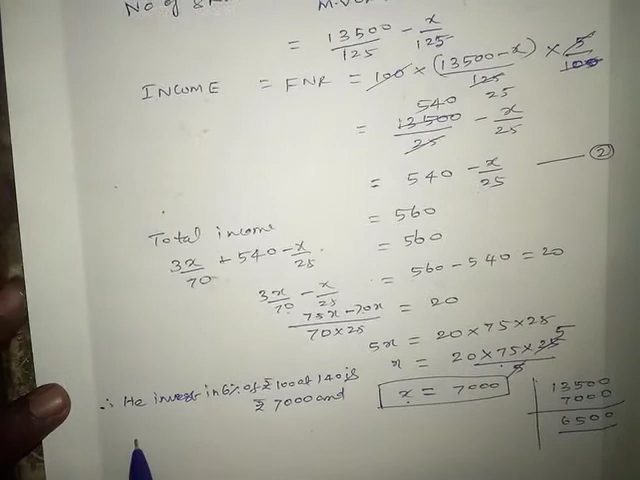 No of
= 13500/125 - x/125
INCOME = FNR = 100 × (13500-x)/125 × 5/100
25
540
= 13500/25 - x/25
= 540 - x/25 ——— ②
Total income = 560
3x/70 + 540 - x/25 = 560
3x/70 - x/25 = 560 - 540 = 20
75x - 70x/70×25 = 20
5x = 20×75×25
x = 20×75×25/5
5
∴ He invest in 6% of ₹100 at 140 is
₹ 7000 and
x = 7000
13500
7000
6500